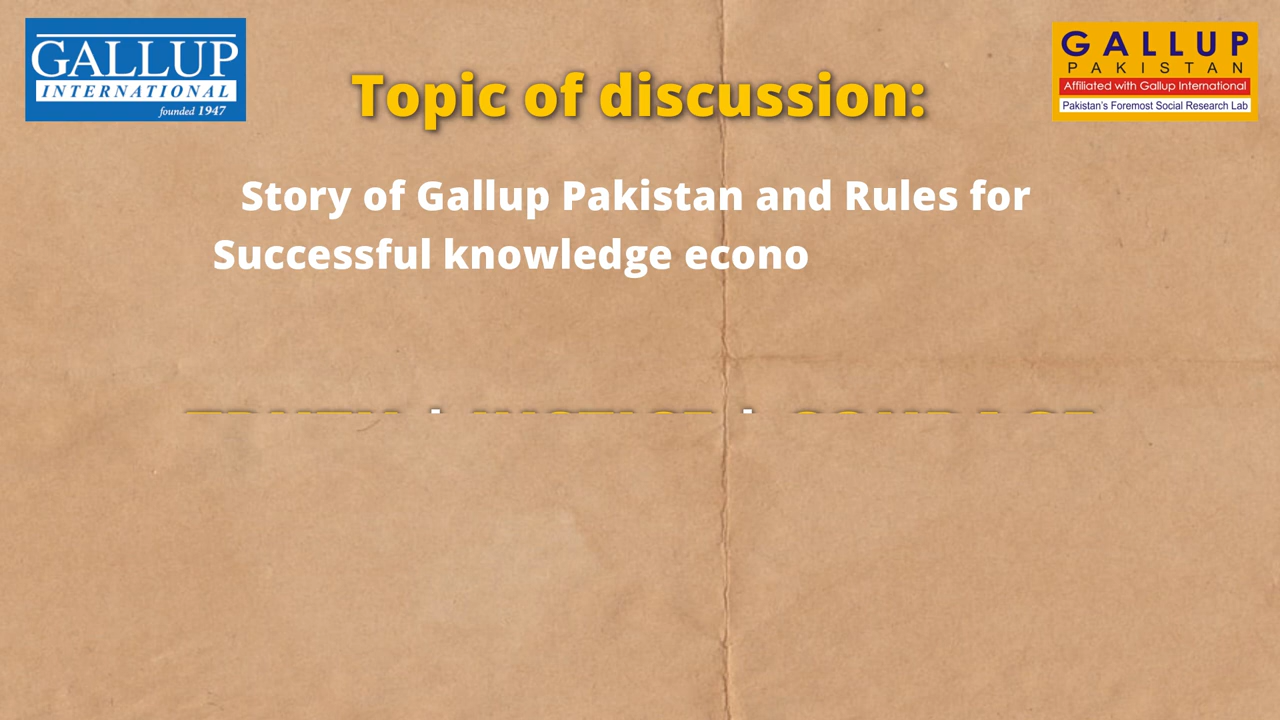 GALLUP
INTERNATIONAL
founded 1947
GALLUP
PAKISTAN
Affiliated with Gallup International
Pakistan's Foremost Social Research Lab
Topic of discussion:
Story of Gallup Pakistan and Rules for
Successful knowledge econo